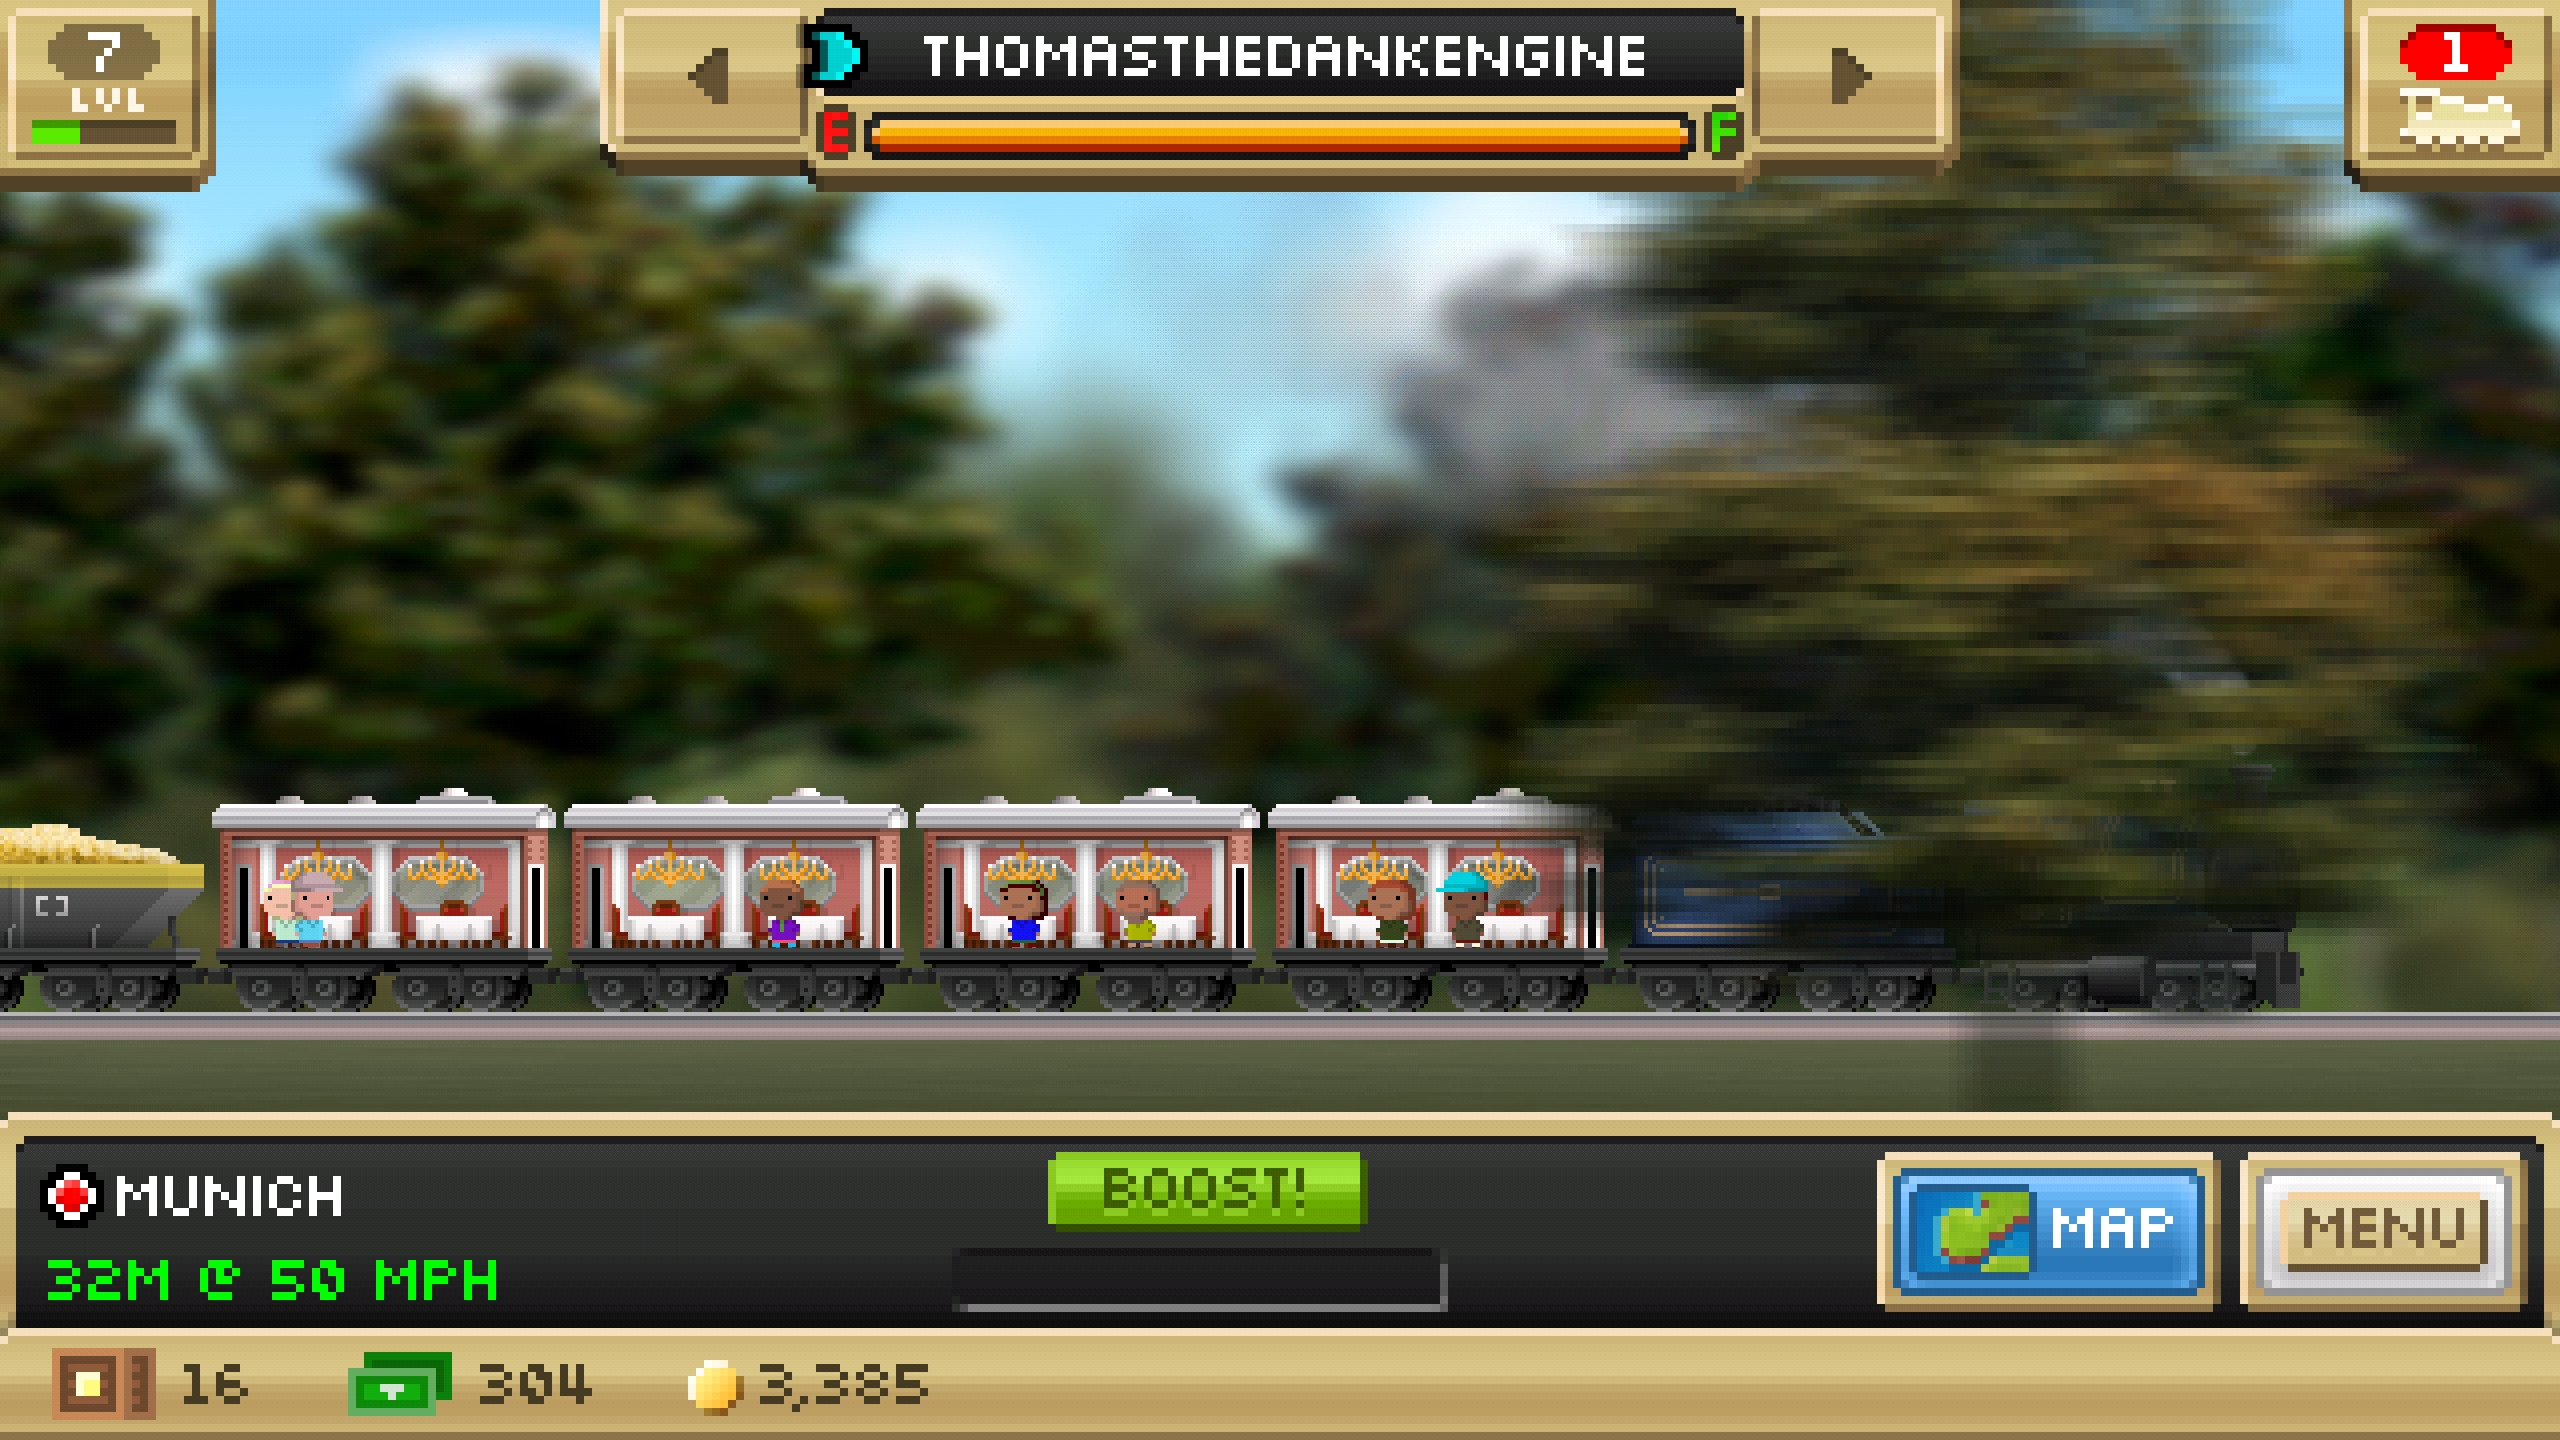 7
LVL
THOMASTHEDANKENGINE
E F
1
MUNICH
32M @ 50 MPH
BOOST!
MAP
MENU
16 304 3,385